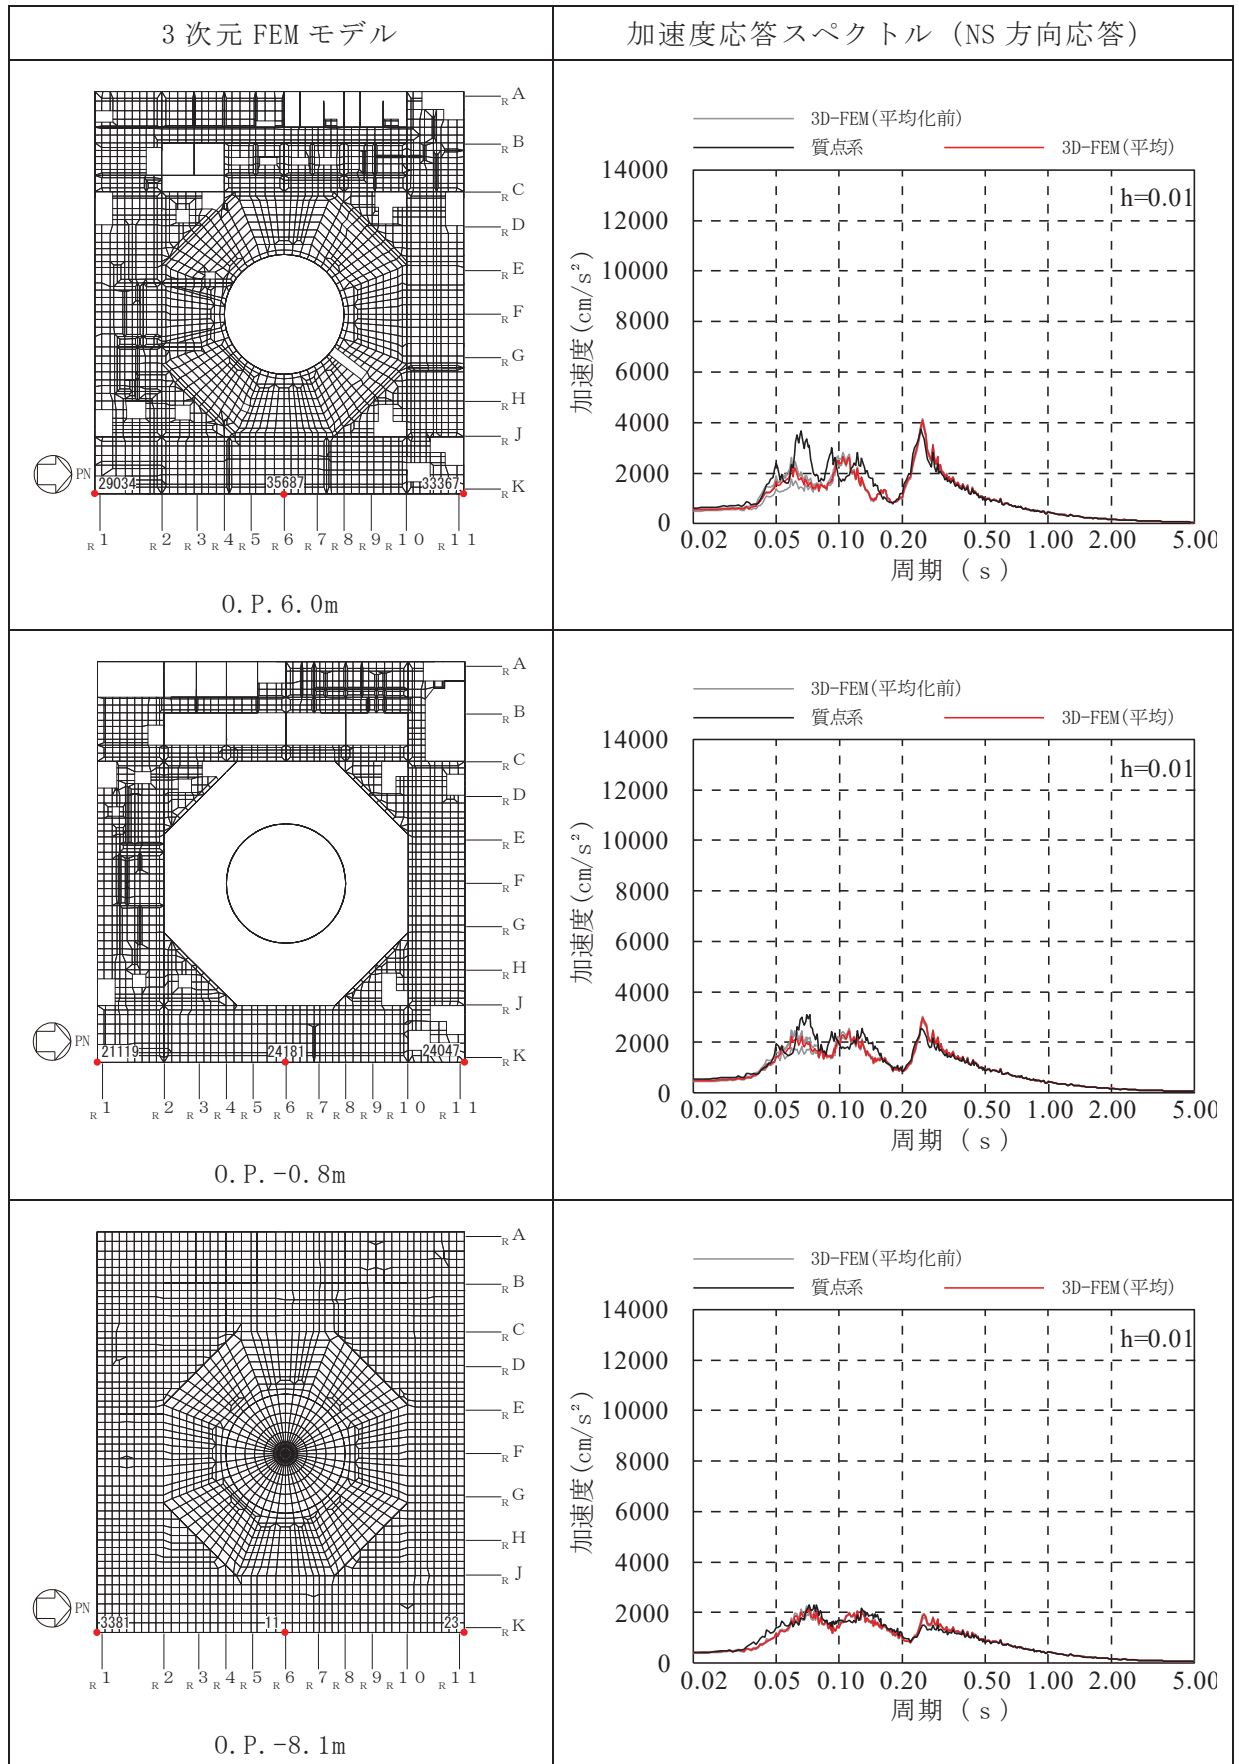 3次元 FEM モデル
加速度応答スペクトル (NS 方向応答)
R A
R B
R C
R D
R E
R F
R G
R H
R J
R K
PN
29034 35687 33367
R 1 R 2 R 3 R 4 R 5 R 6 R 7 R 8 R 9 R 10 R 11
O.P.6.0m
3D-FEM(平均化前)
質点系 3D-FEM(平均)
h=0.01
14000
12000
10000
8000
6000
4000
2000
0
加速度(cm/s²)
0.02 0.05 0.10 0.20 0.50 1.00 2.00 5.00
周期 (s)
R A
R B
R C
R D
R E
R F
R G
R H
R J
R K
PN
21119 24181 24047
R 1 R 2 R 3 R 4 R 5 R 6 R 7 R 8 R 9 R 10 R 11
O.P.-0.8m
3D-FEM(平均化前)
質点系 3D-FEM(平均)
h=0.01
14000
12000
10000
8000
6000
4000
2000
0
加速度(cm/s²)
0.02 0.05 0.10 0.20 0.50 1.00 2.00 5.00
周期 (s)
R A
R B
R C
R D
R E
R F
R G
R H
R J
R K
PN
3381 11 23
R 1 R 2 R 3 R 4 R 5 R 6 R 7 R 8 R 9 R 10 R 11
O.P.-8.1m
3D-FEM(平均化前)
質点系 3D-FEM(平均)
h=0.01
14000
12000
10000
8000
6000
4000
2000
0
加速度(cm/s²)
0.02 0.05 0.10 0.20 0.50 1.00 2.00 5.00
周期 (s)